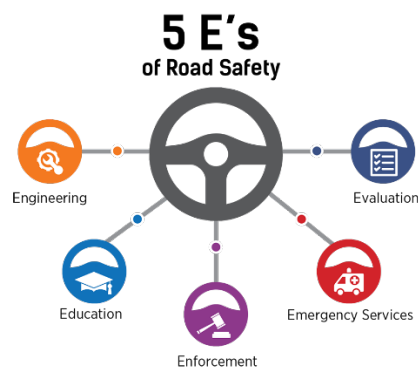 5 E's
of Road Safety
Engineering
Evaluation
Education
Emergency Services
Enforcement